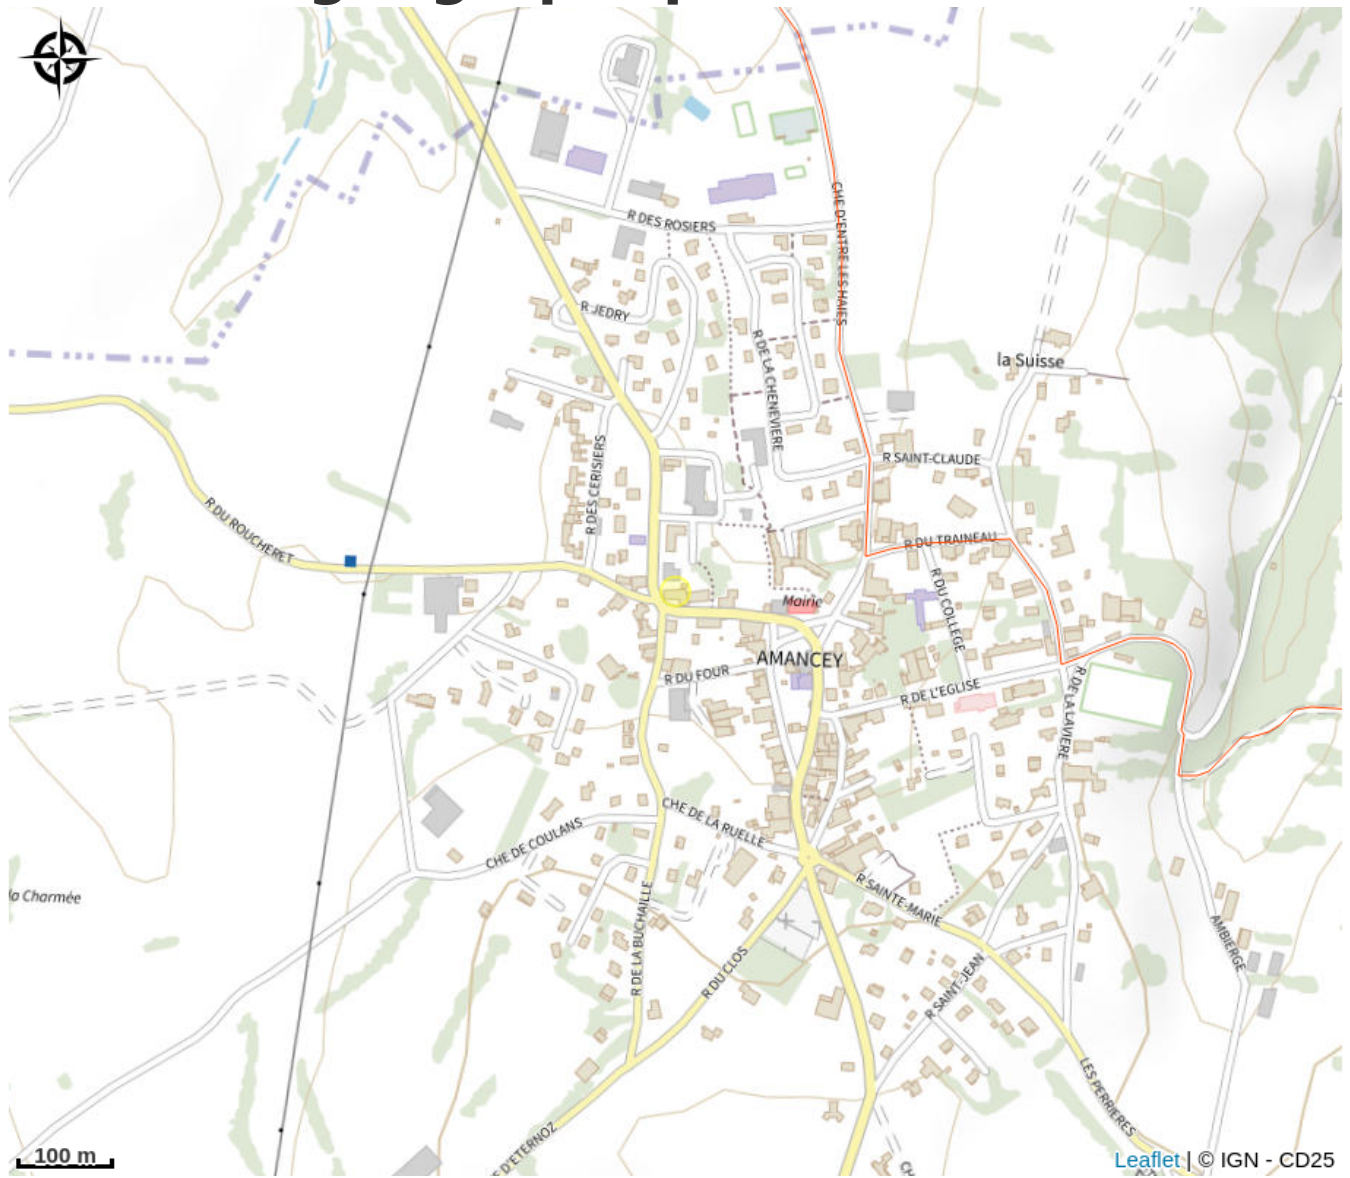 R DES ROSIERS
CHE D'ENTRE LES HAIES
R JEDRY
R DE LA CHENEVIERE
la Suisse
R DES CERISIERS
R SAINT-CLAUDE
R DU ROUCHERET
R DU TRAINEAU
R DU COLLEGE
Mairie
AMANCEY
R DU FOUR
R DE L'EGLISE
R DE LA LAVIERE
CHE DE LA RUELLE
CHE DE COULANS
la Charmée
R DE LA BUCHAILLE
R SAINTE-MARIE
AMBIERGE
R DU CLOS
R SAINT-JEAN
LES PERRIERES
E D'ETERNOZ
CH
100 m
Leaflet | © IGN - CD25